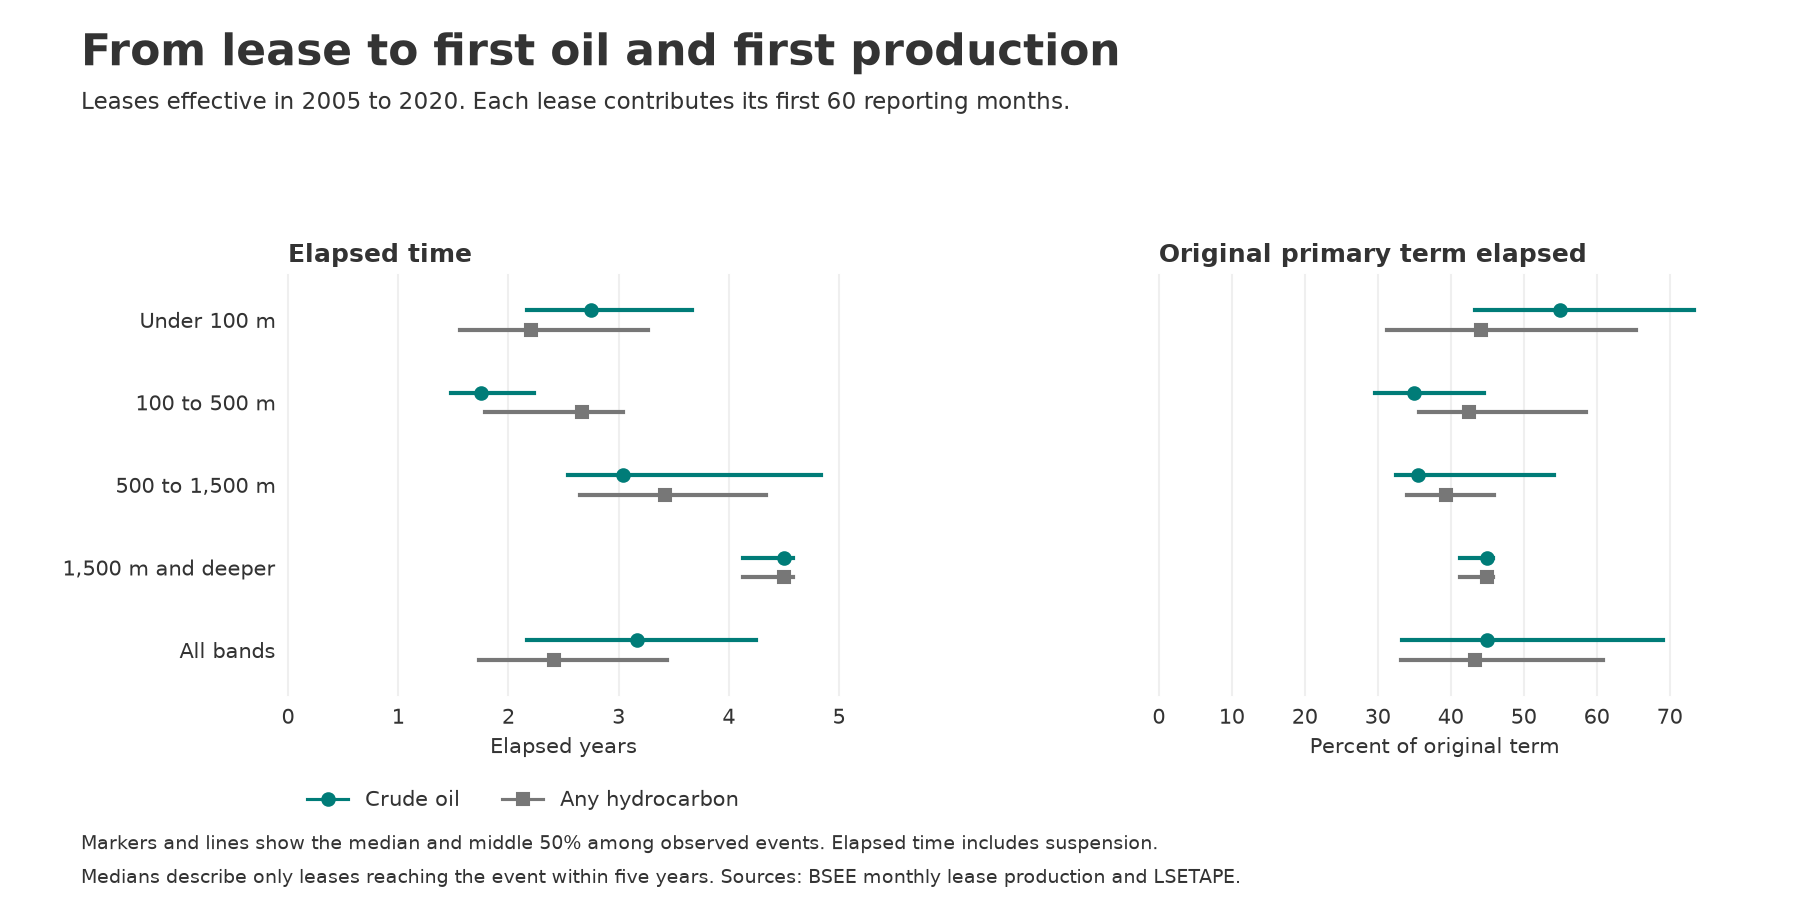 From lease to first oil and first production
Leases effective in 2005 to 2020. Each lease contributes its first 60 reporting months.
Elapsed time
Under 100 m
100 to 500 m
500 to 1,500 m
1,500 m and deeper
All bands
0 1 2 3 4 5
Elapsed years
Original primary term elapsed
0 10 20 30 40 50 60 70
Percent of original term
Crude oil
Any hydrocarbon
Markers and lines show the median and middle 50% among observed events. Elapsed time includes suspension.
Medians describe only leases reaching the event within five years. Sources: BSEE monthly lease production and LSETAPE.